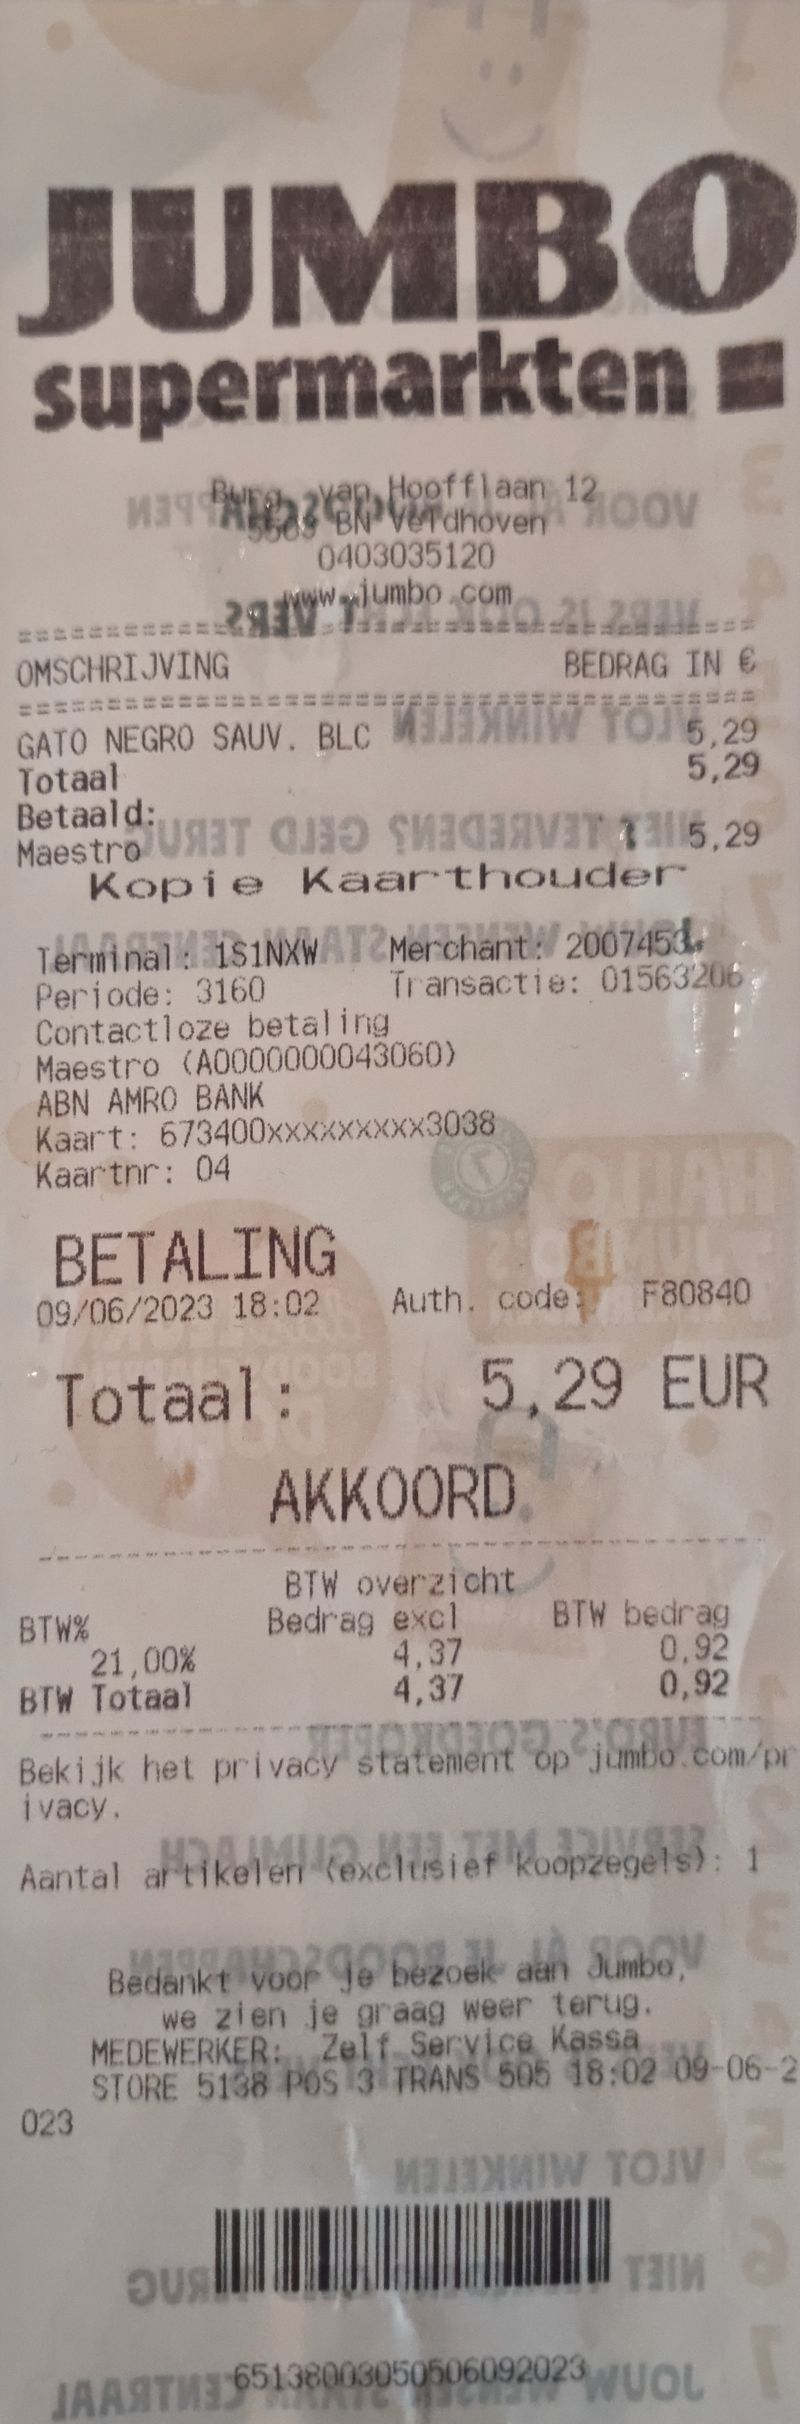 JUMBO
supermarkten
Burg. van Hoofflaan 12
BN Veldhoven
0403035120
www.jumbo.com
OMSCHRIJVING BEDRAG IN €
GATO NEGRO SAUV. BLC 5,29
Totaal 5,29
Betaald:
Maestro 5,29
Kopie Kaarthouder
Terminal: 1S1NXW Merchant: 2007453
Periode: 3160 Transactie: 01563206
Contactloze betaling
Maestro (A0000000043060)
ABN AMRO BANK
Kaart: 673400xxxxxxxxx3038
Kaartnr: 04
BETALING
09/06/2023 18:02 Auth. code: F80840
Totaal: 5,29 EUR
AKKOORD
BTW overzicht
BTW% Bedrag excl BTW bedrag
21,00% 4,37 0,92
BTW Totaal 4,37 0,92
Bekijk het privacy statement op jumbo.com/pr
ivacy.
Aantal artikelen (exclusief koopzegels): 1
Bedankt voor je bezoek aan Jumbo,
we zien je graag weer terug.
MEDEWERKER: Zelf Service Kassa
STORE 5138 POS 3 TRANS 505 18:02 09-06-2
023
65138003050506092023